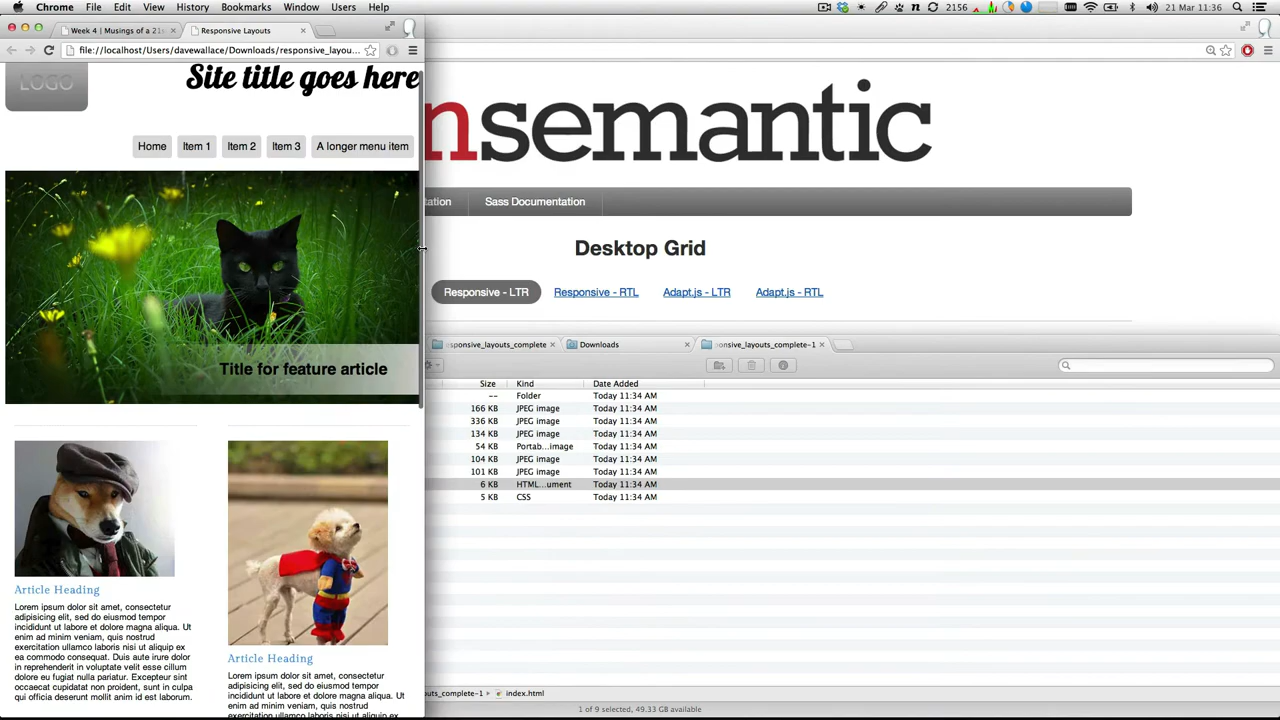 Chrome File Edit View History Bookmarks Window Users Help
2156
21 Mar 11:36
Week 4 | Musings of a 21s
Responsive Layouts
file://localhost/Users/davewallace/Downloads/responsive_layou...
LOGO
Site title goes here
Home
Item 1
Item 2
Item 3
A longer menu item
Title for feature article
Article Heading
Lorem ipsum dolor sit amet, consectetur
adipisicing elit, sed do eiusmod tempor
incididunt ut labore et dolore magna aliqua. Ut
enim ad minim veniam, quis nostrud
exercitation ullamco laboris nisi ut aliquip ex
ea commodo consequat. Duis aute irure dolor
in reprehenderit in voluptate velit esse cillum
dolore eu fugiat nulla pariatur. Excepteur sint
occaecat cupidatat non proident, sunt in culpa
qui officia deserunt mollit anim id est laborum.
Article Heading
Lorem ipsum dolor sit amet, consectetur
adipisicing elit, sed do eiusmod tempor
incididunt ut labore et dolore magna aliqua. Ut
enim ad minim veniam, quis nostrud
nsemantic
tation
Sass Documentation
Desktop Grid
Responsive - LTR
Responsive - RTL
Adapt.js - LTR
Adapt.js - RTL
sponsive_layouts_complete
Downloads
onsive_layouts_complete-1
Size Kind Date Added
-- Folder Today 11:34 AM
166 KB JPEG image Today 11:34 AM
336 KB JPEG image Today 11:34 AM
134 KB JPEG image Today 11:34 AM
54 KB Portab...image Today 11:34 AM
104 KB JPEG image Today 11:34 AM
101 KB JPEG image Today 11:34 AM
6 KB HTML...ument Today 11:34 AM
5 KB CSS Today 11:34 AM
outs_complete-1
index.html
1 of 9 selected, 49.33 GB available